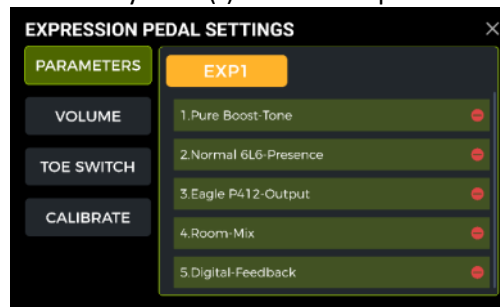 EXPRESSION PEDAL SETTINGS
PARAMETERS
EXP1
VOLUME
TOE SWITCH
CALIBRATE
1.Pure Boost-Tone
2.Normal 6L6-Presence
3.Eagle P412-Output
4.Room-Mix
5.Digital-Feedback